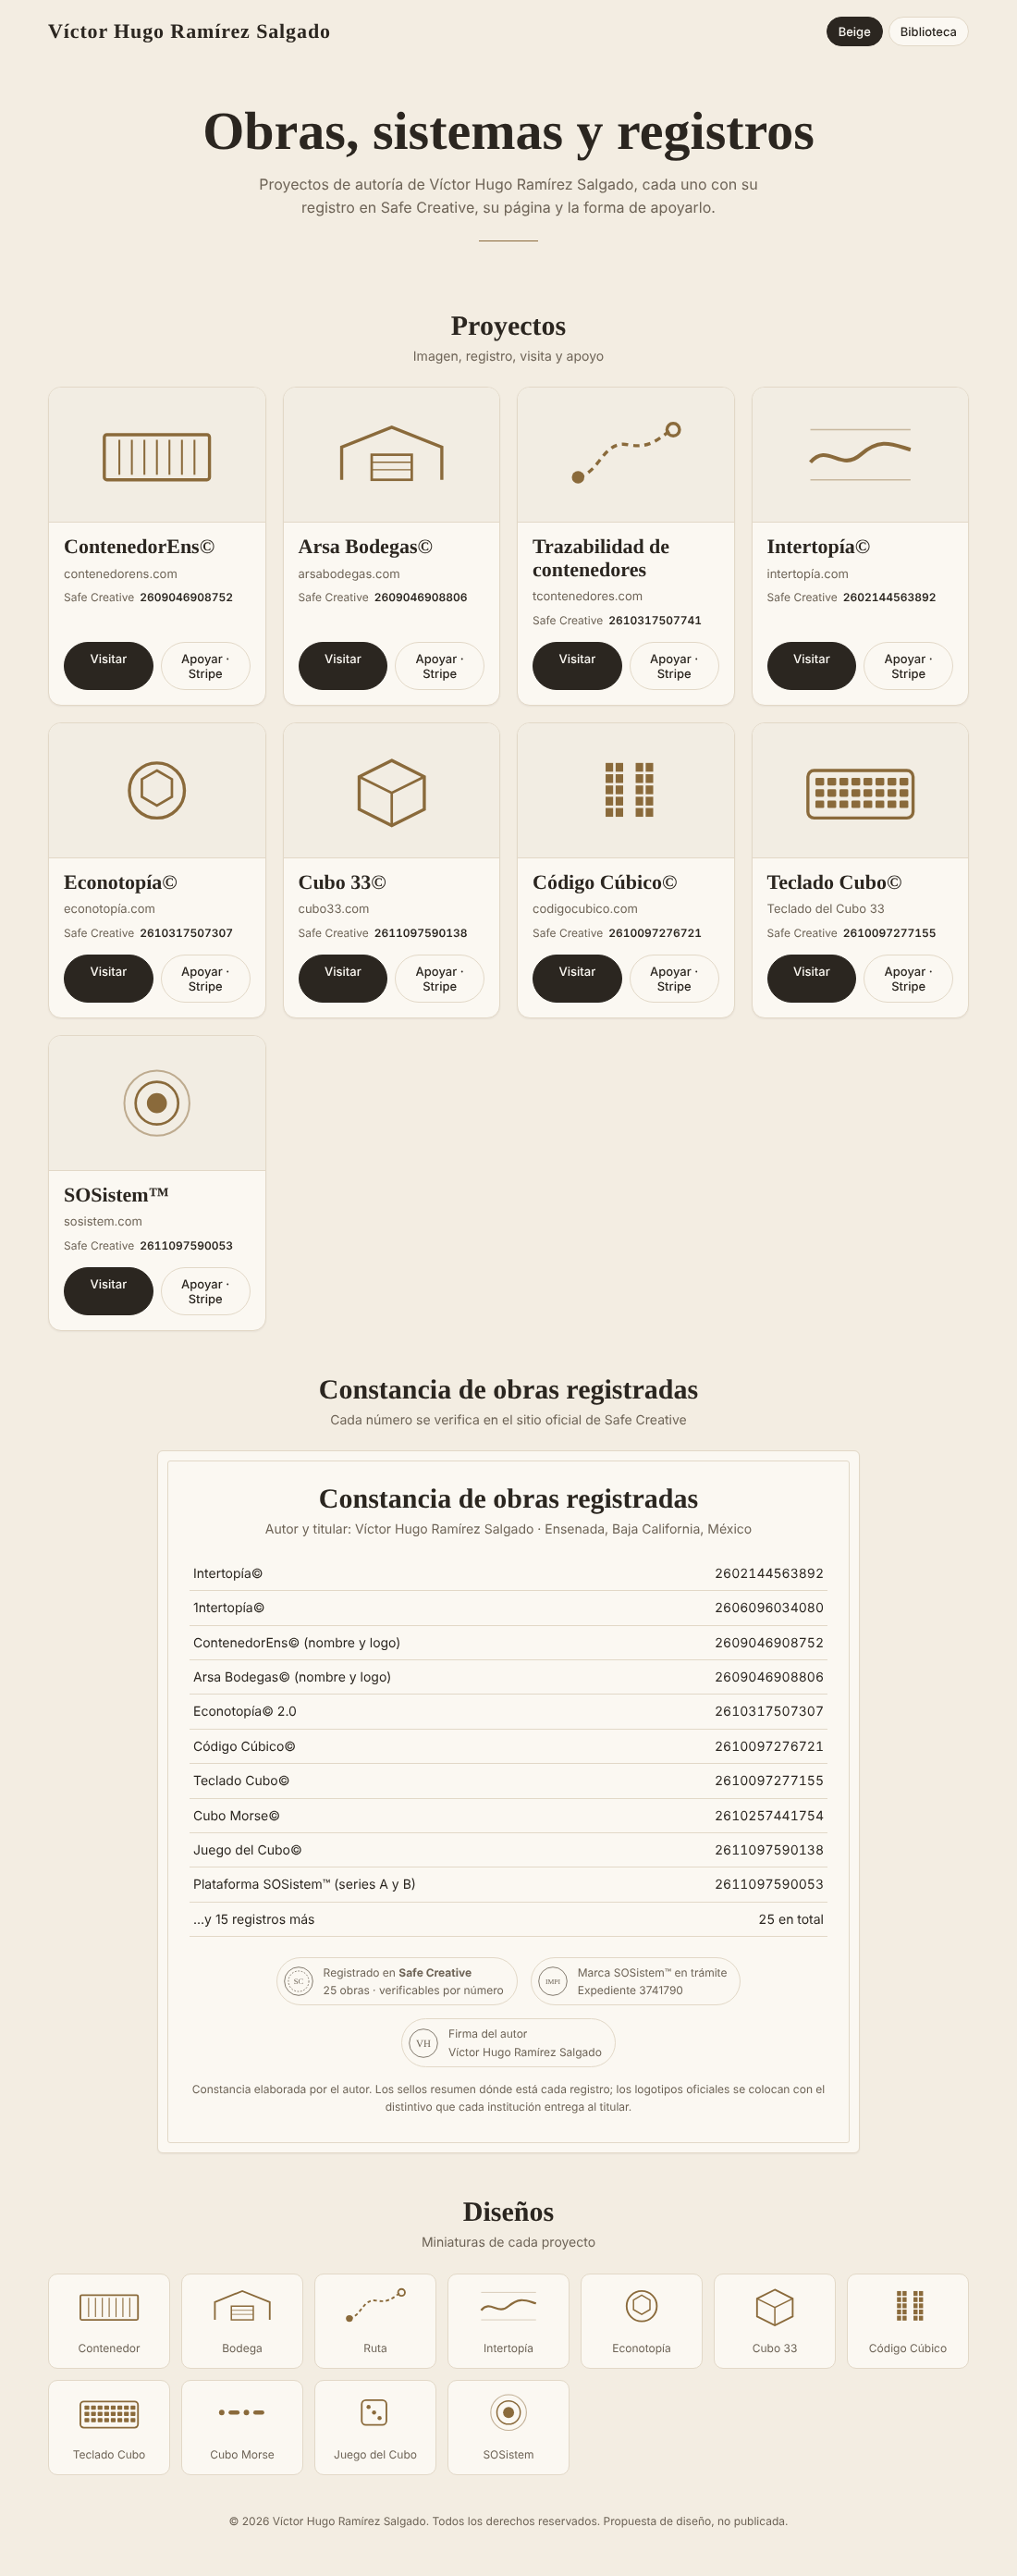 Víctor Hugo Ramírez Salgado
Beige
Biblioteca
Obras, sistemas y registros
Proyectos de autoría de Víctor Hugo Ramírez Salgado, cada uno con su
registro en Safe Creative, su página y la forma de apoyarlo.
Proyectos
Imagen, registro, visita y apoyo
ContenedorEns©
contenedorens.com
Safe Creative 2609046908752
Visitar
Apoyar ·
Stripe
Arsa Bodegas©
arsabodegas.com
Safe Creative 2609046908806
Visitar
Apoyar ·
Stripe
Trazabilidad de
contenedores
tcontenedores.com
Safe Creative 2610317507741
Visitar
Apoyar ·
Stripe
Intertopía©
intertopía.com
Safe Creative 2602144563892
Visitar
Apoyar ·
Stripe
Econotopía©
econotopía.com
Safe Creative 2610317507307
Visitar
Apoyar ·
Stripe
Cubo 33©
cubo33.com
Safe Creative 2611097590138
Visitar
Apoyar ·
Stripe
Código Cúbico©
codigocubico.com
Safe Creative 2610097276721
Visitar
Apoyar ·
Stripe
Teclado Cubo©
Teclado del Cubo 33
Safe Creative 2610097277155
Visitar
Apoyar ·
Stripe
SOSistem™
sosistem.com
Safe Creative 2611097590053
Visitar
Apoyar ·
Stripe
Constancia de obras registradas
Cada número se verifica en el sitio oficial de Safe Creative
Constancia de obras registradas
Autor y titular: Víctor Hugo Ramírez Salgado · Ensenada, Baja California, México
Intertopía© 2602144563892
1ntertopía© 2606096034080
ContenedorEns© (nombre y logo) 2609046908752
Arsa Bodegas© (nombre y logo) 2609046908806
Econotopía© 2.0 2610317507307
Código Cúbico© 2610097276721
Teclado Cubo© 2610097277155
Cubo Morse© 2610257441754
Juego del Cubo© 2611097590138
Plataforma SOSistem™ (series A y B) 2611097590053
...y 15 registros más 25 en total
SC
Registrado en Safe Creative
25 obras · verificables por número
IMPI
Marca SOSistem™ en trámite
Expediente 3741790
VH
Firma del autor
Víctor Hugo Ramírez Salgado
Constancia elaborada por el autor. Los sellos resumen dónde está cada registro; los logotipos oficiales se colocan con el
distintivo que cada institución entrega al titular.
Diseños
Miniaturas de cada proyecto
Contenedor
Bodega
Ruta
Intertopía
Econotopía
Cubo 33
Código Cúbico
Teclado Cubo
Cubo Morse
Juego del Cubo
SOSistem
© 2026 Víctor Hugo Ramírez Salgado. Todos los derechos reservados. Propuesta de diseño, no publicada.